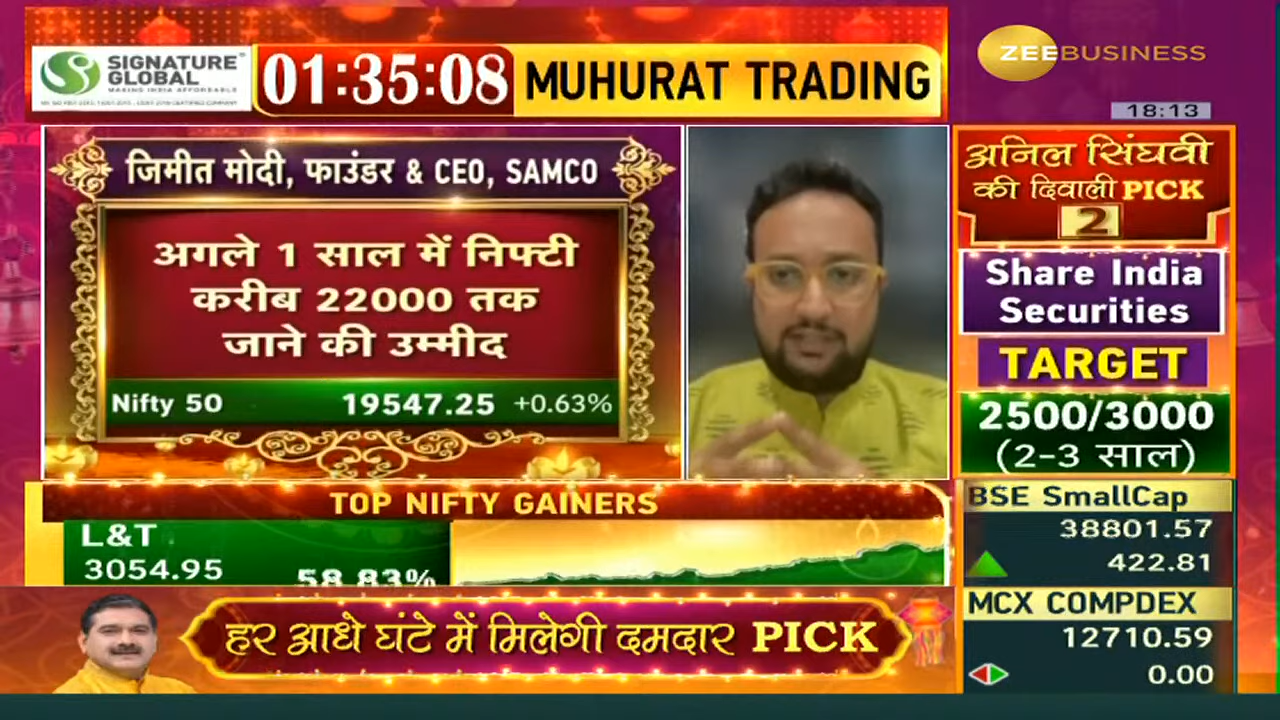 SIGNATURE
GLOBAL
MAKING INDIA AFFORDABLE
01:35:08
MUHURAT TRADING
ZEEBUSINESS
18:13
जिमीत मोदी, फाउंडर & CEO, SAMCO
अगले 1 साल में निफ्टी
करीब 22000 तक
जाने की उम्मीद
Nifty 50 19547.25 +0.63%
अनिल सिंघवी
की दिवाली PICK
2
Share India
Securities
TARGET
2500/3000
(2-3 साल)
TOP NIFTY GAINERS
L&T
3054.95 58.83%
BSE SmallCap
38801.57
422.81
MCX COMPDEX
12710.59
0.00
हर आधे घंटे में मिलेगी दमदार PICK